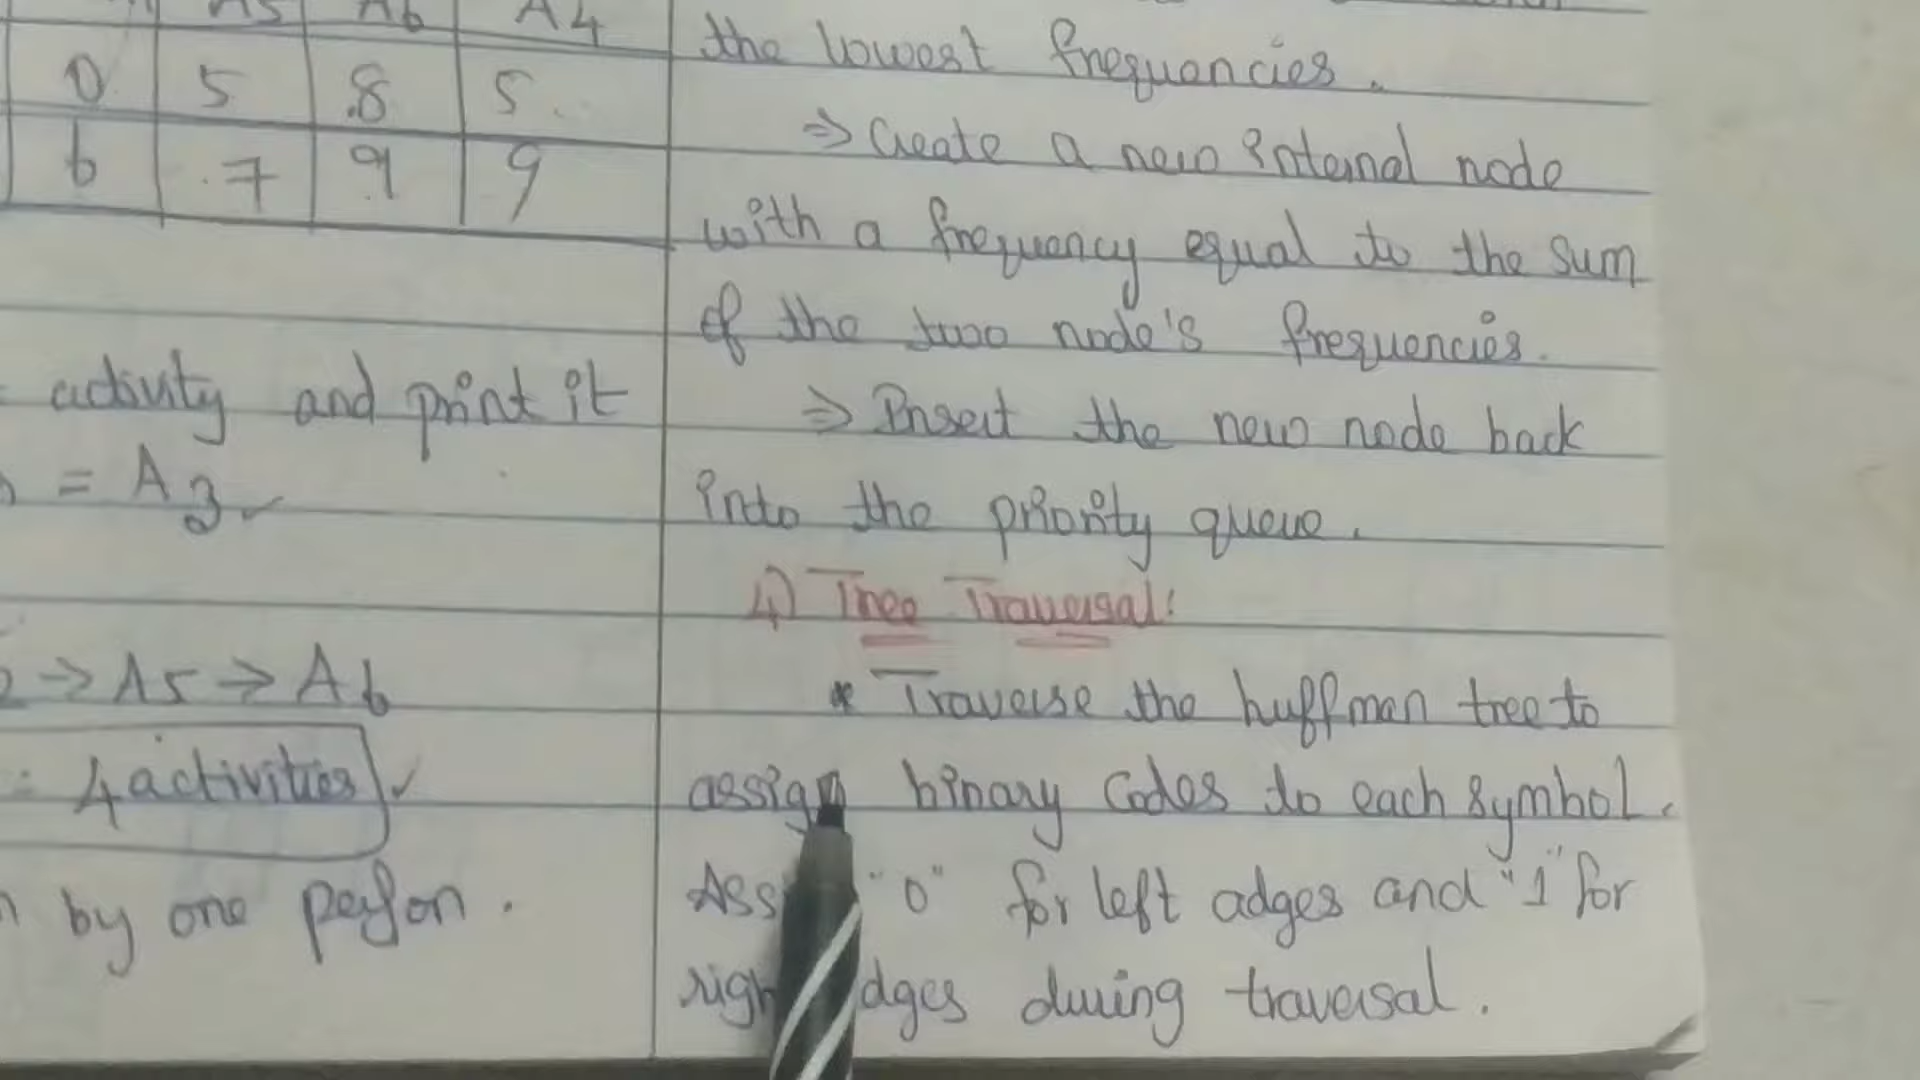 A5 A6 A4
0 5 8 5
6 7 9 9
activity and print it
= A3
→ A5 → A6
= 4 activities
by one person.
the lowest frequencies.
⇒ Create a new internal node
with a frequency equal to the sum
of the two node's frequencies.
⇒ Insert the new node back
into the priority queue.
4) Tree Traversal:
* Traverse the huffman tree to
assign binary codes to each symbol.
"0" for left adges and "1" for
during traversal.